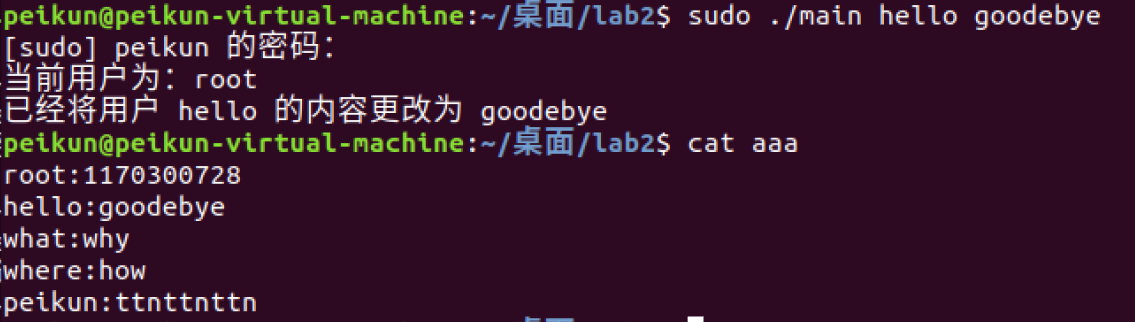 peikun@peikun-virtual-machine:~/桌面/lab2$ sudo ./main hello goodebye
[sudo] peikun 的密码：
当前用户为：root
已经将用户 hello 的内容更改为 goodebye
peikun@peikun-virtual-machine:~/桌面/lab2$ cat aaa
root:1170300728
hello:goodebye
what:why
where:how
peikun:ttnttnttn